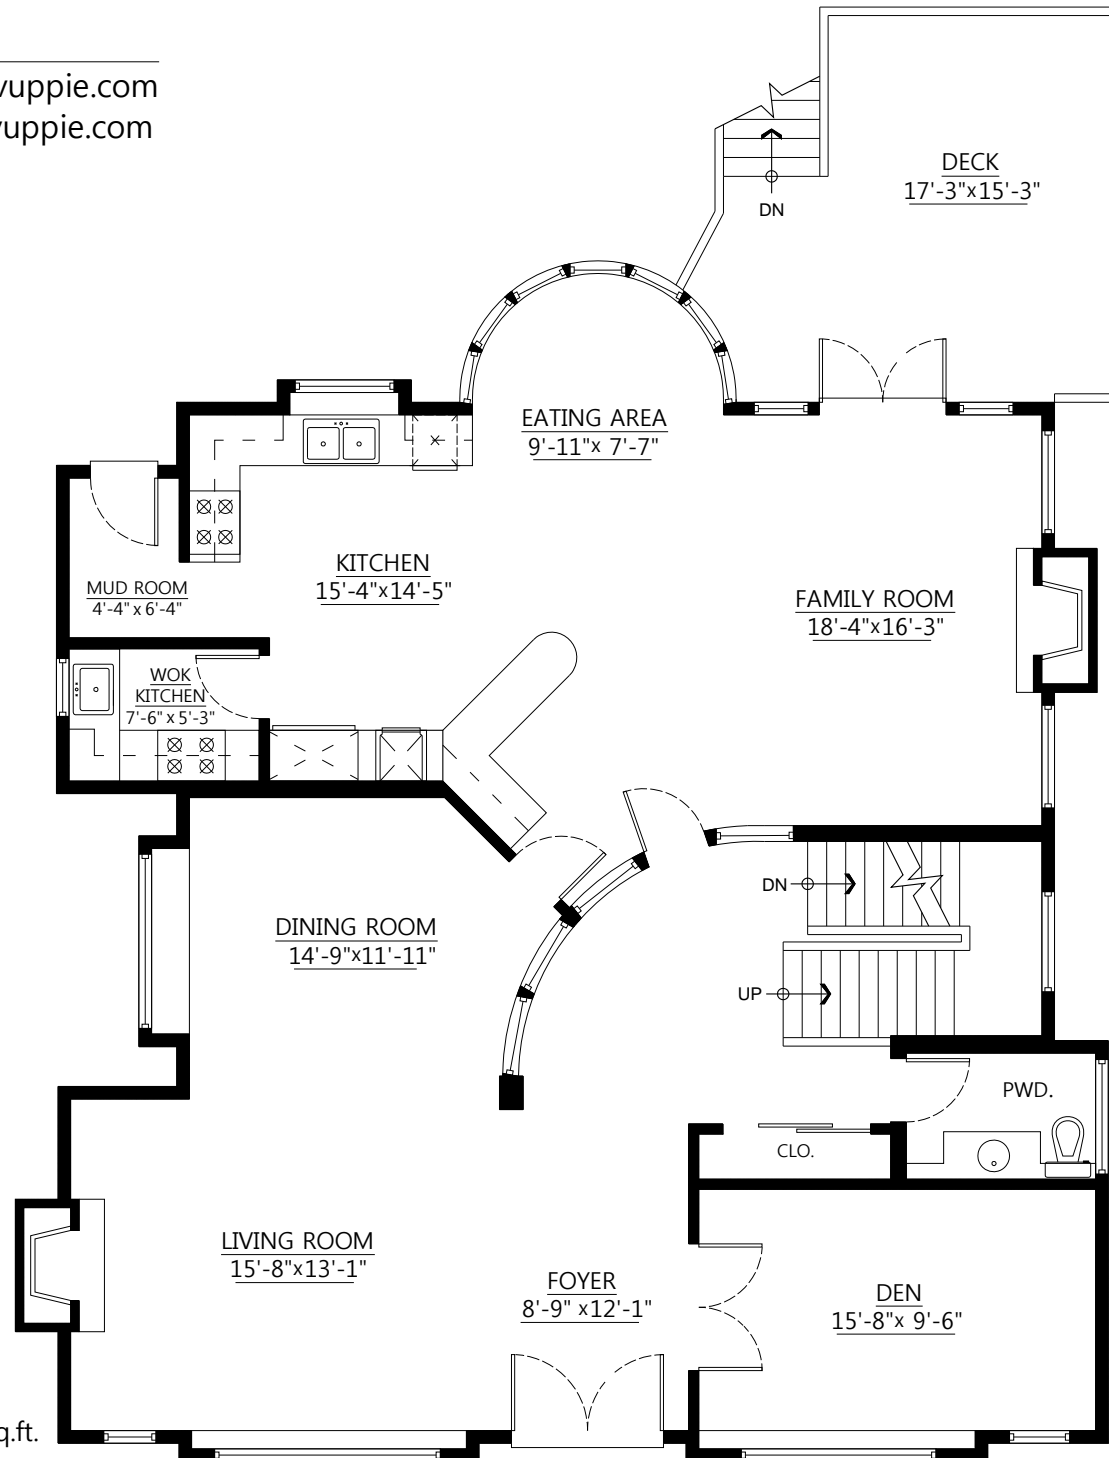 vuppie.com
vuppie.com
DECK
17'-3"x15'-3"
DN
EATING AREA
9'-11"x 7'-7"
KITCHEN
15'-4"x14'-5"
MUD ROOM
4'-4" x 6'-4"
FAMILY ROOM
18'-4"x16'-3"
WOK
KITCHEN
7'-6" x 5'-3"
DN
DINING ROOM
14'-9"x11'-11"
UP
PWD.
CLO.
LIVING ROOM
15'-8"x13'-1"
FOYER
8'-9" x12'-1"
DEN
15'-8"x 9'-6"
q.ft.